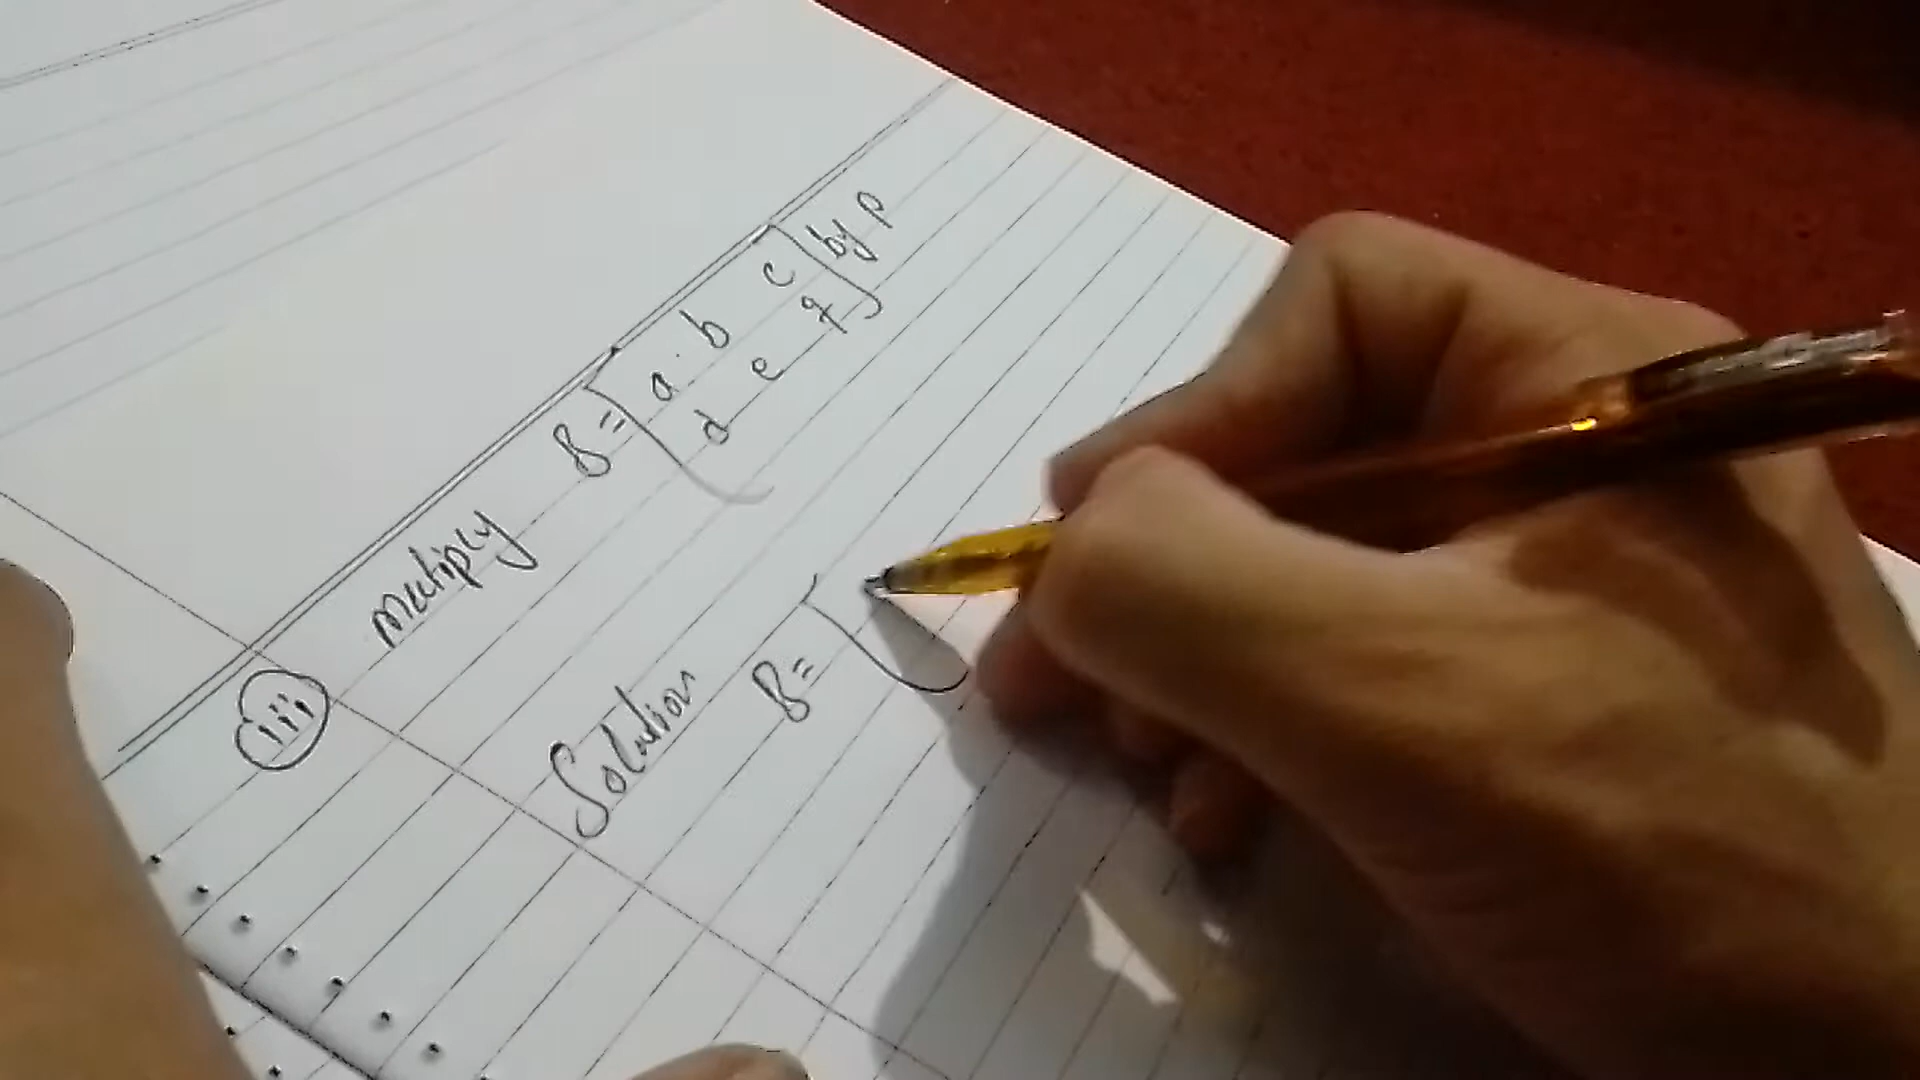 iii Multiply B = [ a b c ] by P
d e f
Solution
B = [